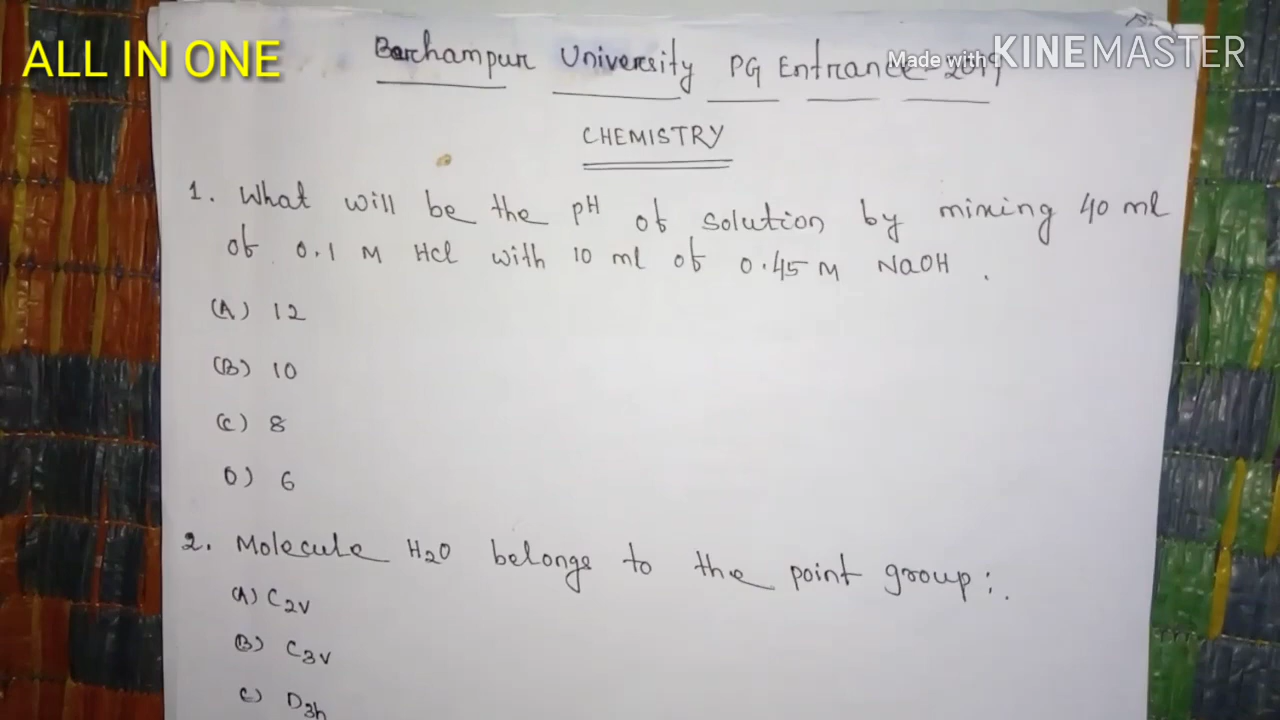 ALL IN ONE
Berhampur University PG Entrance - 2019
Made with KINEMASTER
CHEMISTRY
1. What will be the pH of solution by mixing 40 ml
of 0.1 M HCl with 10 ml of 0.45 M NaOH .
(A) 12
(B) 10
(C) 8
D) 6
2. Molecule H2O belongs to the point group :.
(A) C2v
(B) C3v
C) D3h